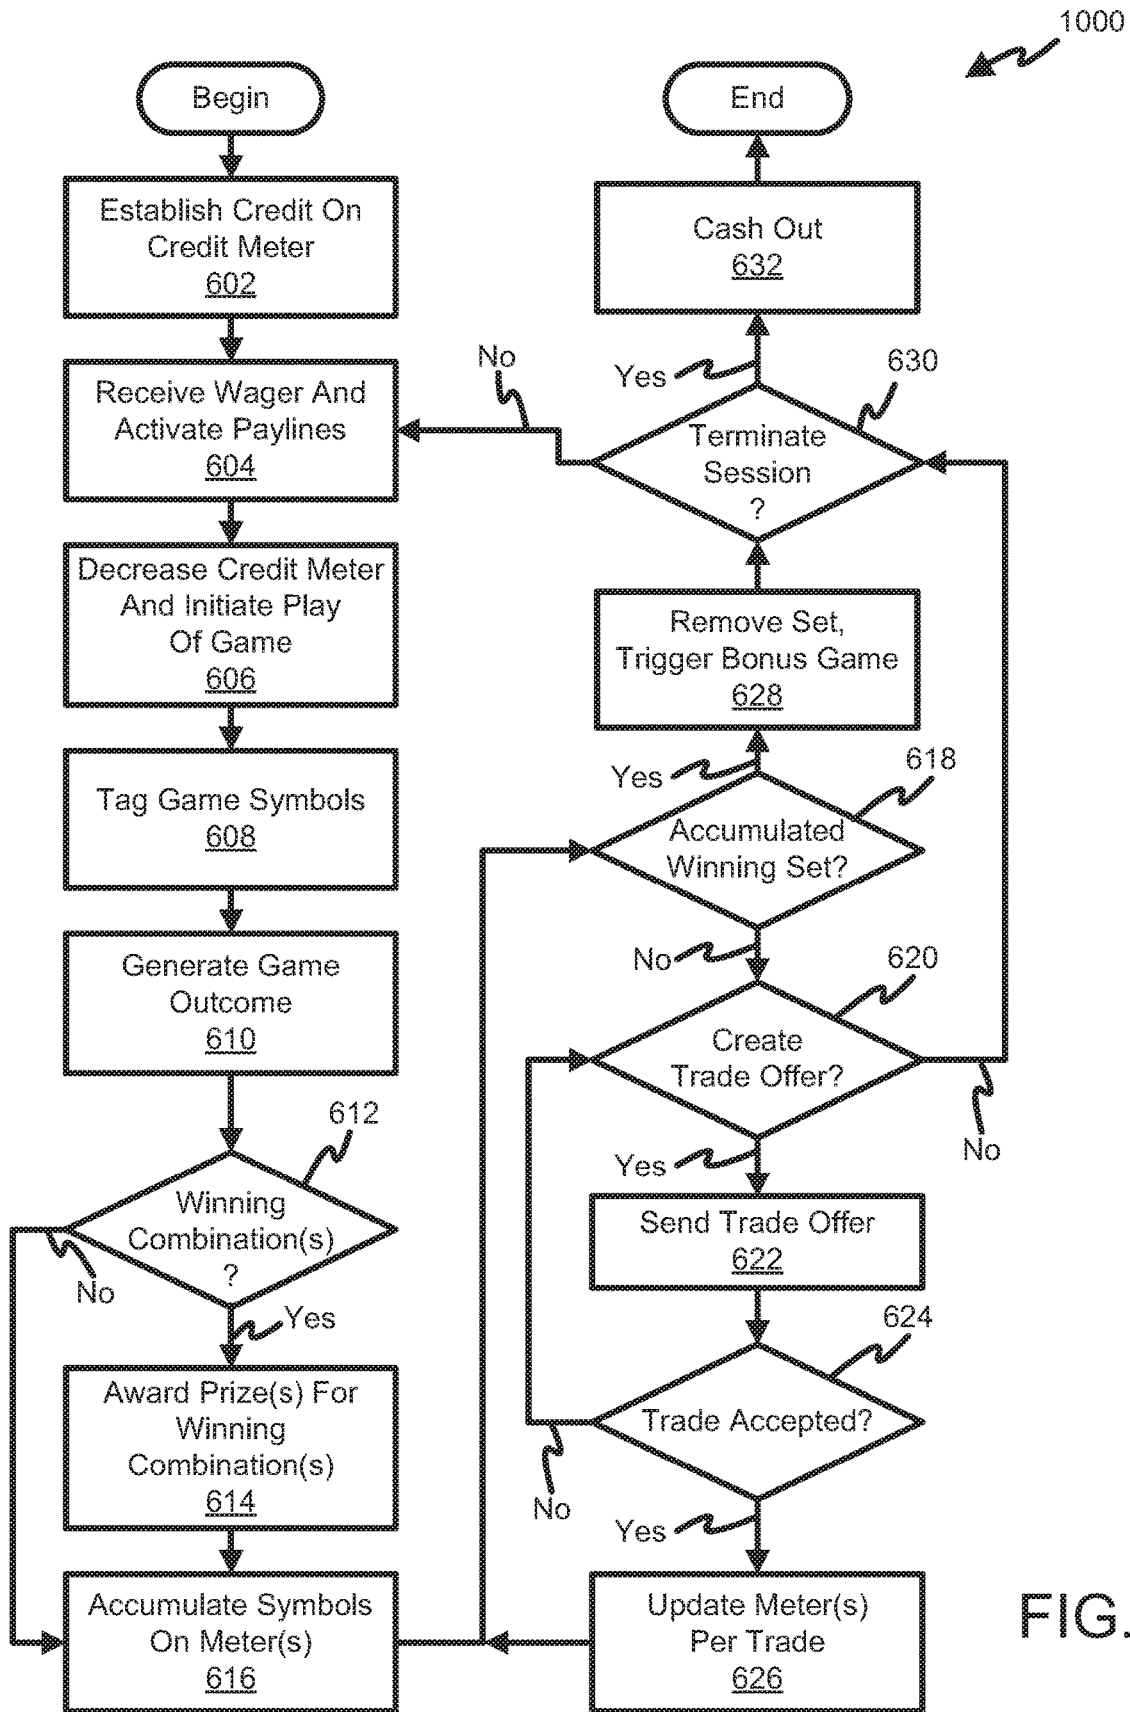 1000
Begin
Establish Credit On
Credit Meter
602
Receive Wager And
Activate Paylines
604
Decrease Credit Meter
And Initiate Play
Of Game
606
Tag Game Symbols
608
Generate Game
Outcome
610
612
Winning
Combination(s)
?
No
Yes
Award Prize(s) For
Winning
Combination(s)
614
Accumulate Symbols
On Meter(s)
616
End
Cash Out
632
Yes
No
630
Terminate
Session
?
Remove Set,
Trigger Bonus Game
628
Yes
618
Accumulated
Winning Set?
No
620
Create
Trade Offer?
No
Yes
Send Trade Offer
622
624
Trade Accepted?
No
Yes
Update Meter(s)
Per Trade
626
FIG.